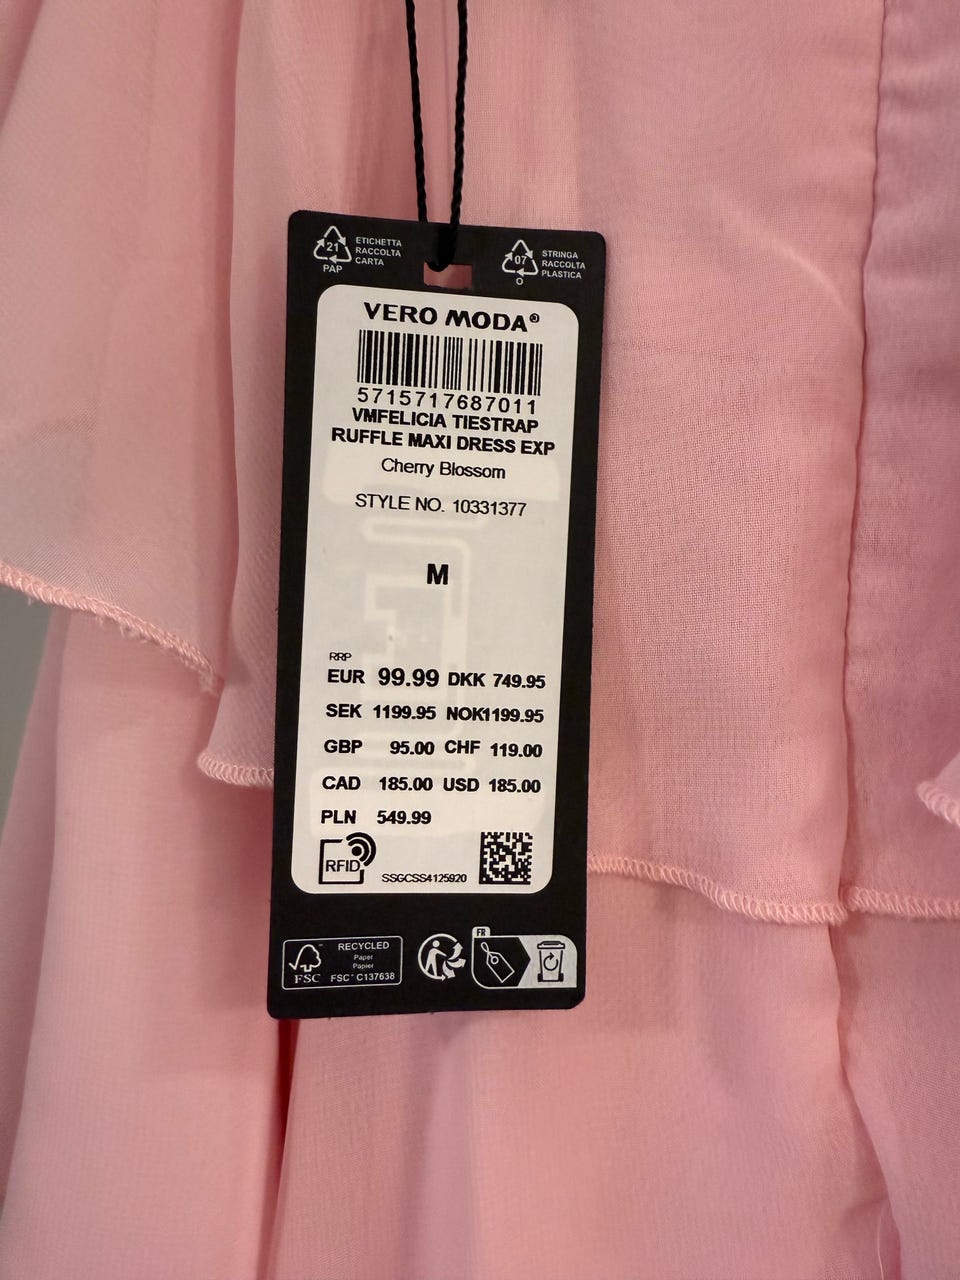 21
PAP
ETICHETTA
RACCOLTA
CARTA
07
O
STRINGA
RACCOLTA
PLASTICA
VERO MODA®
5715717687011
VMFELICIA TIESTRAP
RUFFLE MAXI DRESS EXP
Cherry Blossom
STYLE NO. 10331377
M
RRP
EUR 99.99 DKK 749.95
SEK 1199.95 NOK1199.95
GBP 95.00 CHF 119.00
CAD 185.00 USD 185.00
PLN 549.99
RFID
SSGCSS4125920
FSC
RECYCLED
Paper
Papier
FSC® C137638
FR